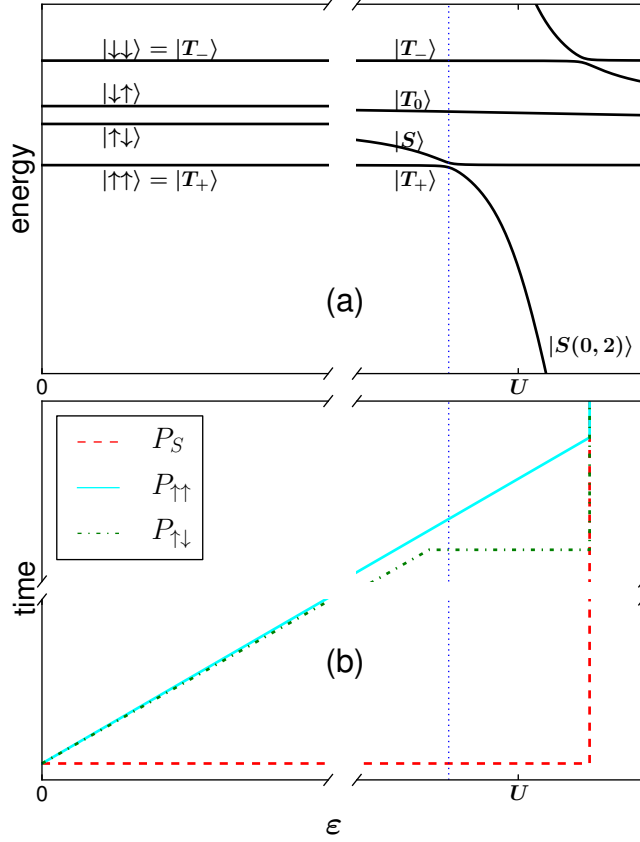 |↓↓⟩ = |T₋⟩ |T₋⟩
|↓↑⟩ |T₀⟩
|↑↓⟩ |S⟩
|↑↑⟩ = |T₊⟩ |T₊⟩
energy
(a)
|S(0, 2)⟩
0 U
P_S
P_↑↑
P_↑↓
time
(b)
0 U
ε